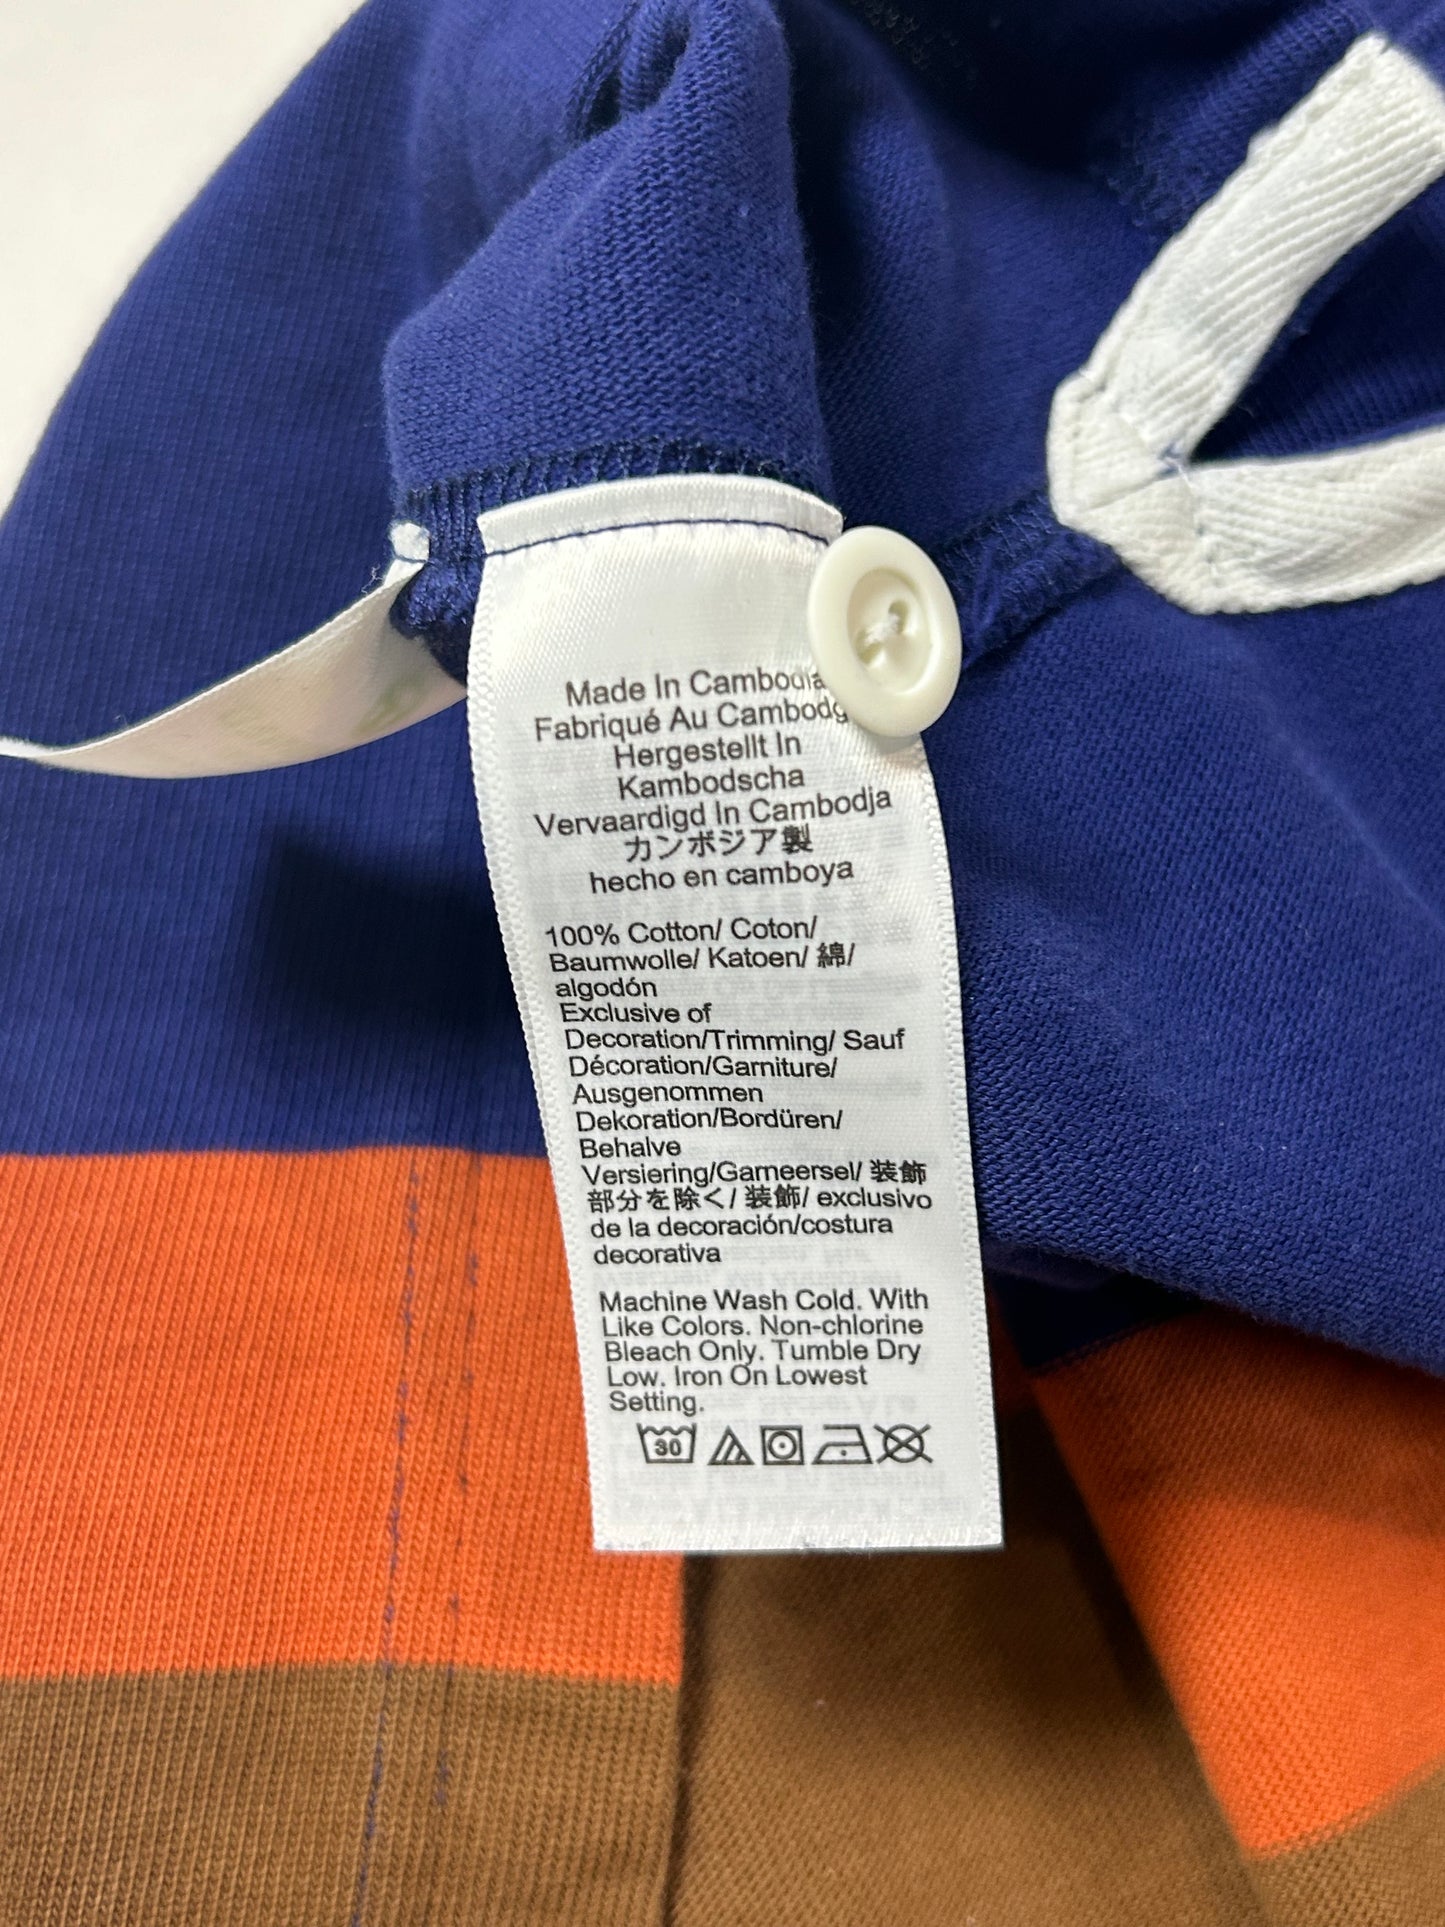 Made In Cambodia
Fabriqué Au Cambodg
Hergestellt In
Kambodscha
Vervaardigd In Cambodja
カンボジア製
hecho en camboya
100% Cotton/ Coton/
Baumwolle/ Katoen/ 綿/
algodón
Exclusive of
Decoration/Trimming/ Sauf
Décoration/Garniture/
Ausgenommen
Dekoration/Bordüren/
Behalve
Versiering/Garneersel/ 装飾
部分を除く/ 装飾/ exclusivo
de la decoración/costura
decorativa
Machine Wash Cold. With
Like Colors. Non-chlorine
Bleach Only. Tumble Dry
Low. Iron On Lowest
Setting.
30